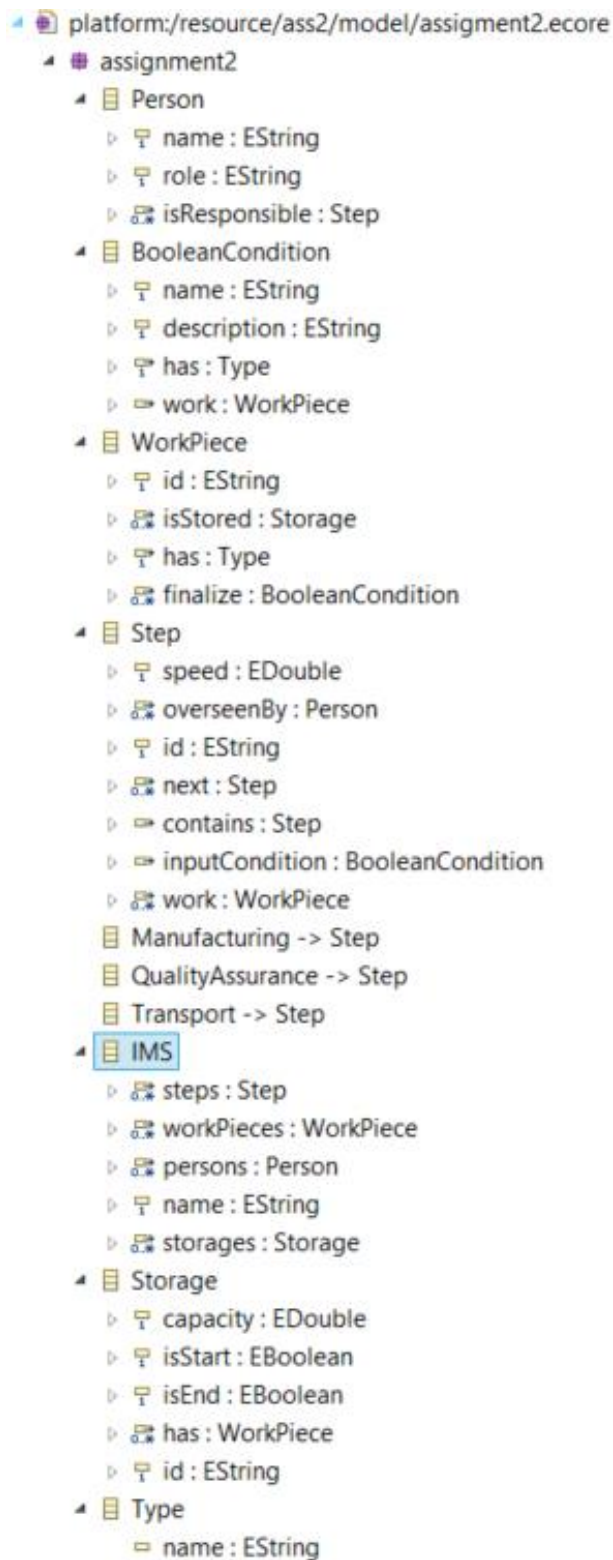 platform:/resource/ass2/model/assigment2.ecore
assignment2
Person
name : EString
role : EString
isResponsible : Step
BooleanCondition
name : EString
description : EString
has : Type
work : WorkPiece
WorkPiece
id : EString
isStored : Storage
has : Type
finalize : BooleanCondition
Step
speed : EDouble
overseenBy : Person
id : EString
next : Step
contains : Step
inputCondition : BooleanCondition
work : WorkPiece
Manufacturing -> Step
QualityAssurance -> Step
Transport -> Step
IMS
steps : Step
workPieces : WorkPiece
persons : Person
name : EString
storages : Storage
Storage
capacity : EDouble
isStart : EBoolean
isEnd : EBoolean
has : WorkPiece
id : EString
Type
name : EString